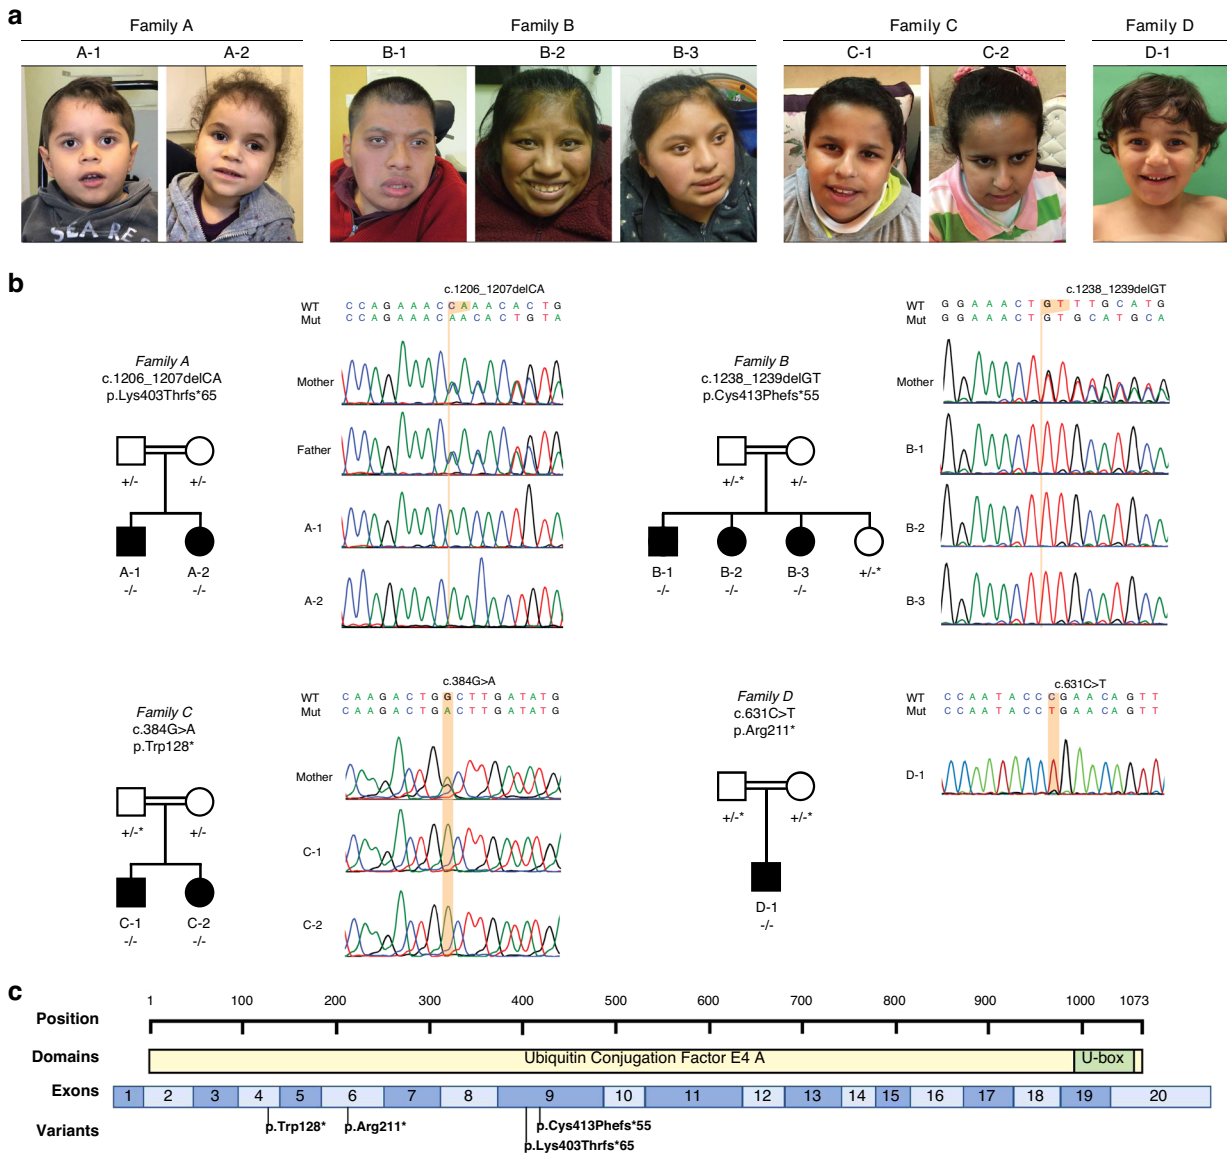 a
Family A
Family B
Family C
Family D
A-1
A-2
B-1
B-2
B-3
C-1
C-2
D-1
SEA RE
b
Family A
c.1206_1207delCA
p.Lys403Thrfs*65
+/-
+/-
A-1
-/-
A-2
-/-
c.1206_1207delCA
WT C C A G A A A C C A A A C A C T G
Mut C C A G A A A C A A C A C T G T A
Mother
Father
A-1
A-2
Family B
c.1238_1239delGT
p.Cys413Phefs*55
+/-*
+/-
B-1
-/-
B-2
-/-
B-3
-/-
+/-*
c.1238_1239delGT
WT G G A A A C T G T T T G C A T G
Mut G G A A A C T G T G C A T G C A
Mother
B-1
B-2
B-3
Family C
c.384G>A
p.Trp128*
+/-*
+/-
C-1
-/-
C-2
-/-
c.384G>A
WT C A A G A C T G G C T T G A T A T G
Mut C A A G A C T G A C T T G A T A T G
Mother
C-1
C-2
Family D
c.631C>T
p.Arg211*
+/-*
+/-*
D-1
-/-
c.631C>T
WT C C A A T A C C C G A A C A G T T
Mut C C A A T A C C T G A A C A G T T
D-1
c
Position 1 100 200 300 400 500 600 700 800 900 1000 1073
Domains Ubiquitin Conjugation Factor E4 A U-box
Exons 1 2 3 4 5 6 7 8 9 10 11 12 13 14 15 16 17 18 19 20
Variants p.Trp128* p.Arg211* p.Cys413Phefs*55
p.Lys403Thrfs*65